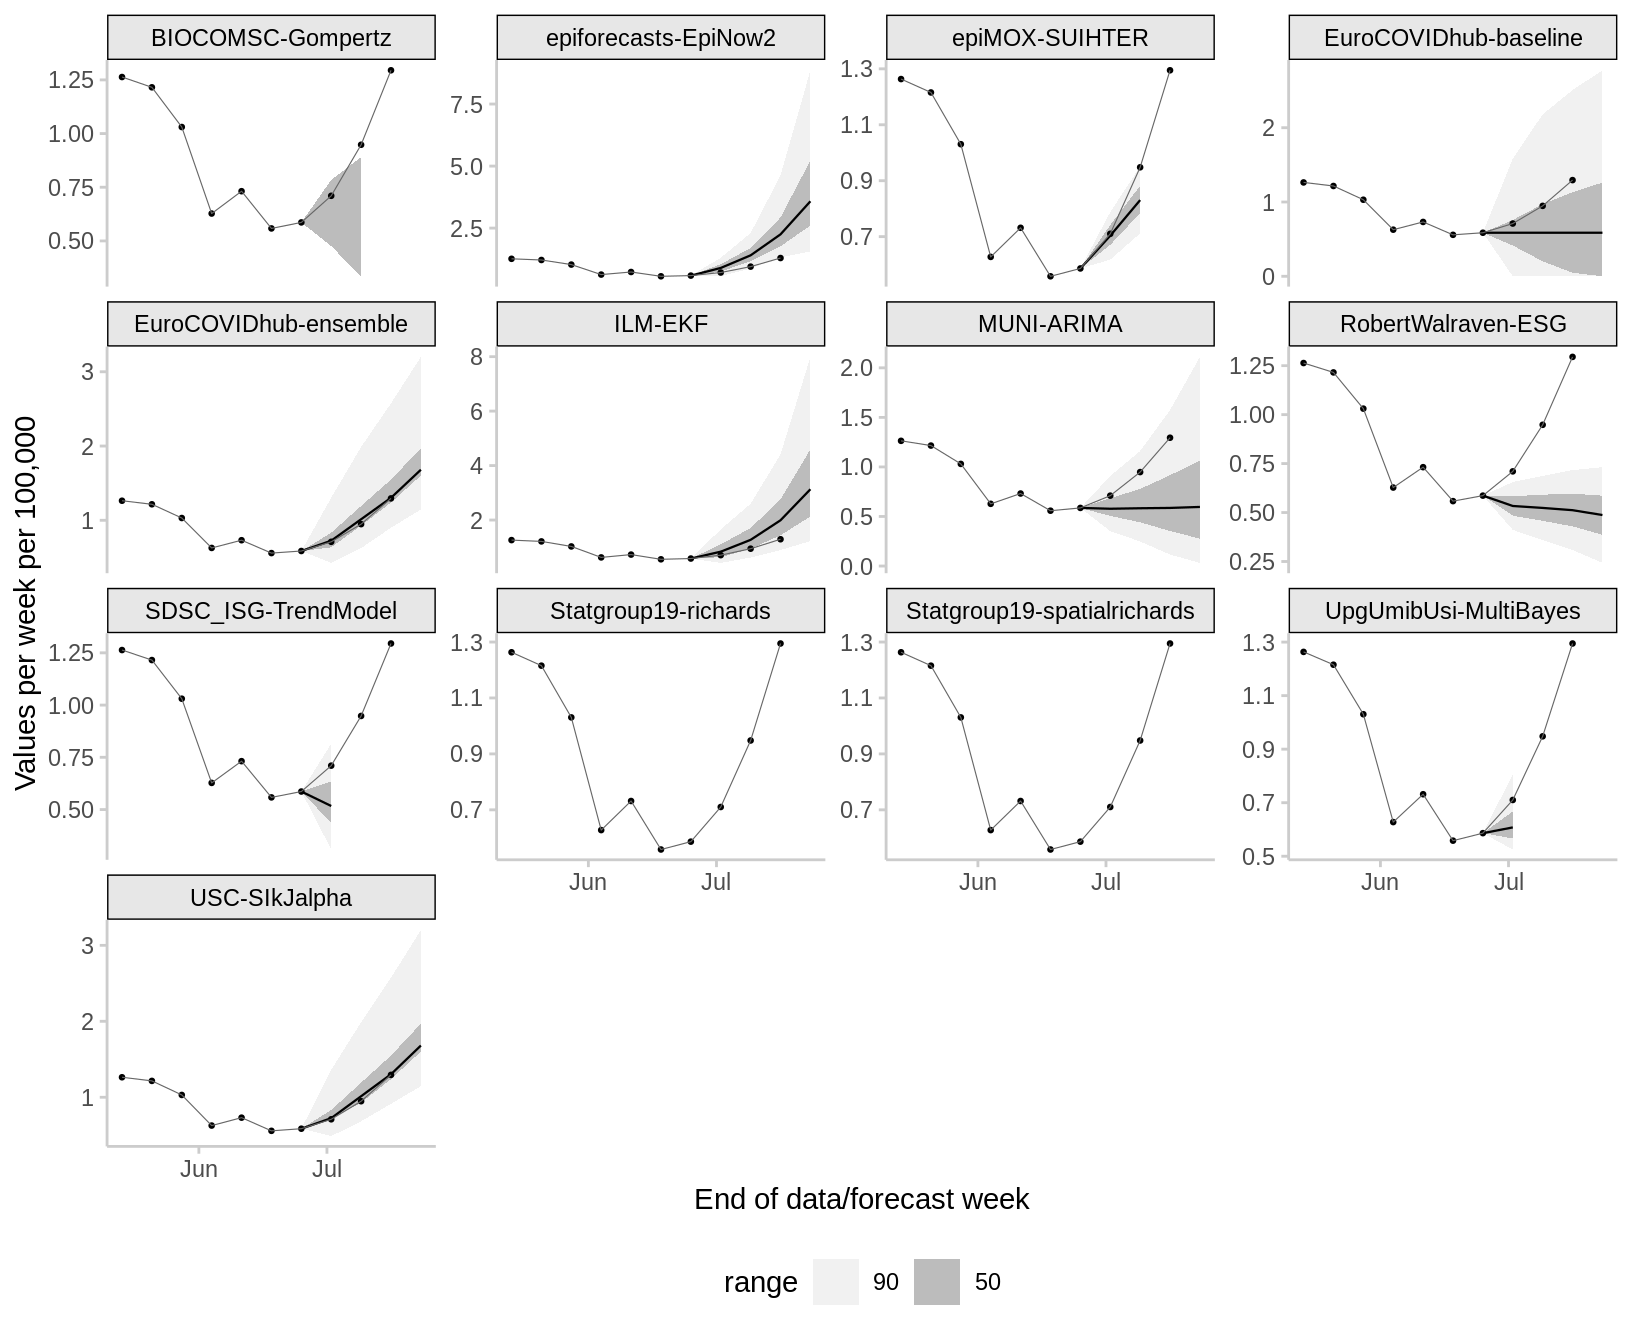 BIOCOMSC-Gompertz
epiforecasts-EpiNow2
epiMOX-SUIHTER
EuroCOVIDhub-baseline
1.25
1.00
0.75
0.50
7.5
5.0
2.5
1.3
1.1
0.9
0.7
2
1
0
EuroCOVIDhub-ensemble
ILM-EKF
MUNI-ARIMA
RobertWalraven-ESG
3
2
1
8
6
4
2
2.0
1.5
1.0
0.5
0.0
1.25
1.00
0.75
0.50
0.25
Values per week per 100,000
SDSC_ISG-TrendModel
Statgroup19-richards
Statgroup19-spatialrichards
UpgUmibUsi-MultiBayes
1.25
1.00
0.75
0.50
1.3
1.1
0.9
0.7
Jun Jul
1.3
1.1
0.9
0.7
Jun Jul
1.3
1.1
0.9
0.7
0.5
Jun Jul
USC-SIkJalpha
3
2
1
Jun Jul
End of data/forecast week
range 90 50